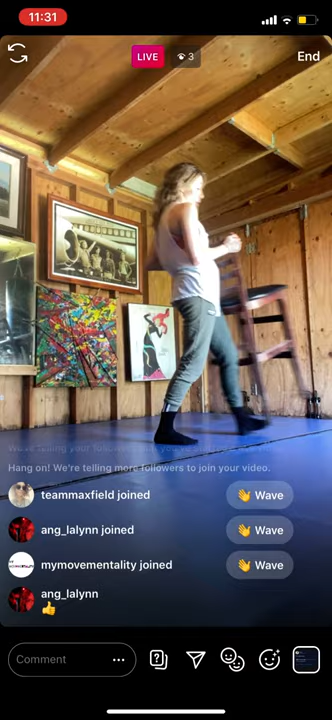 11:31
LIVE
3
End
Hang on! We're telling more followers to join your video.
teammaxfield joined
👋 Wave
ang_lalynn joined
👋 Wave
mymovementality joined
👋 Wave
ang_lalynn
👍
Comment